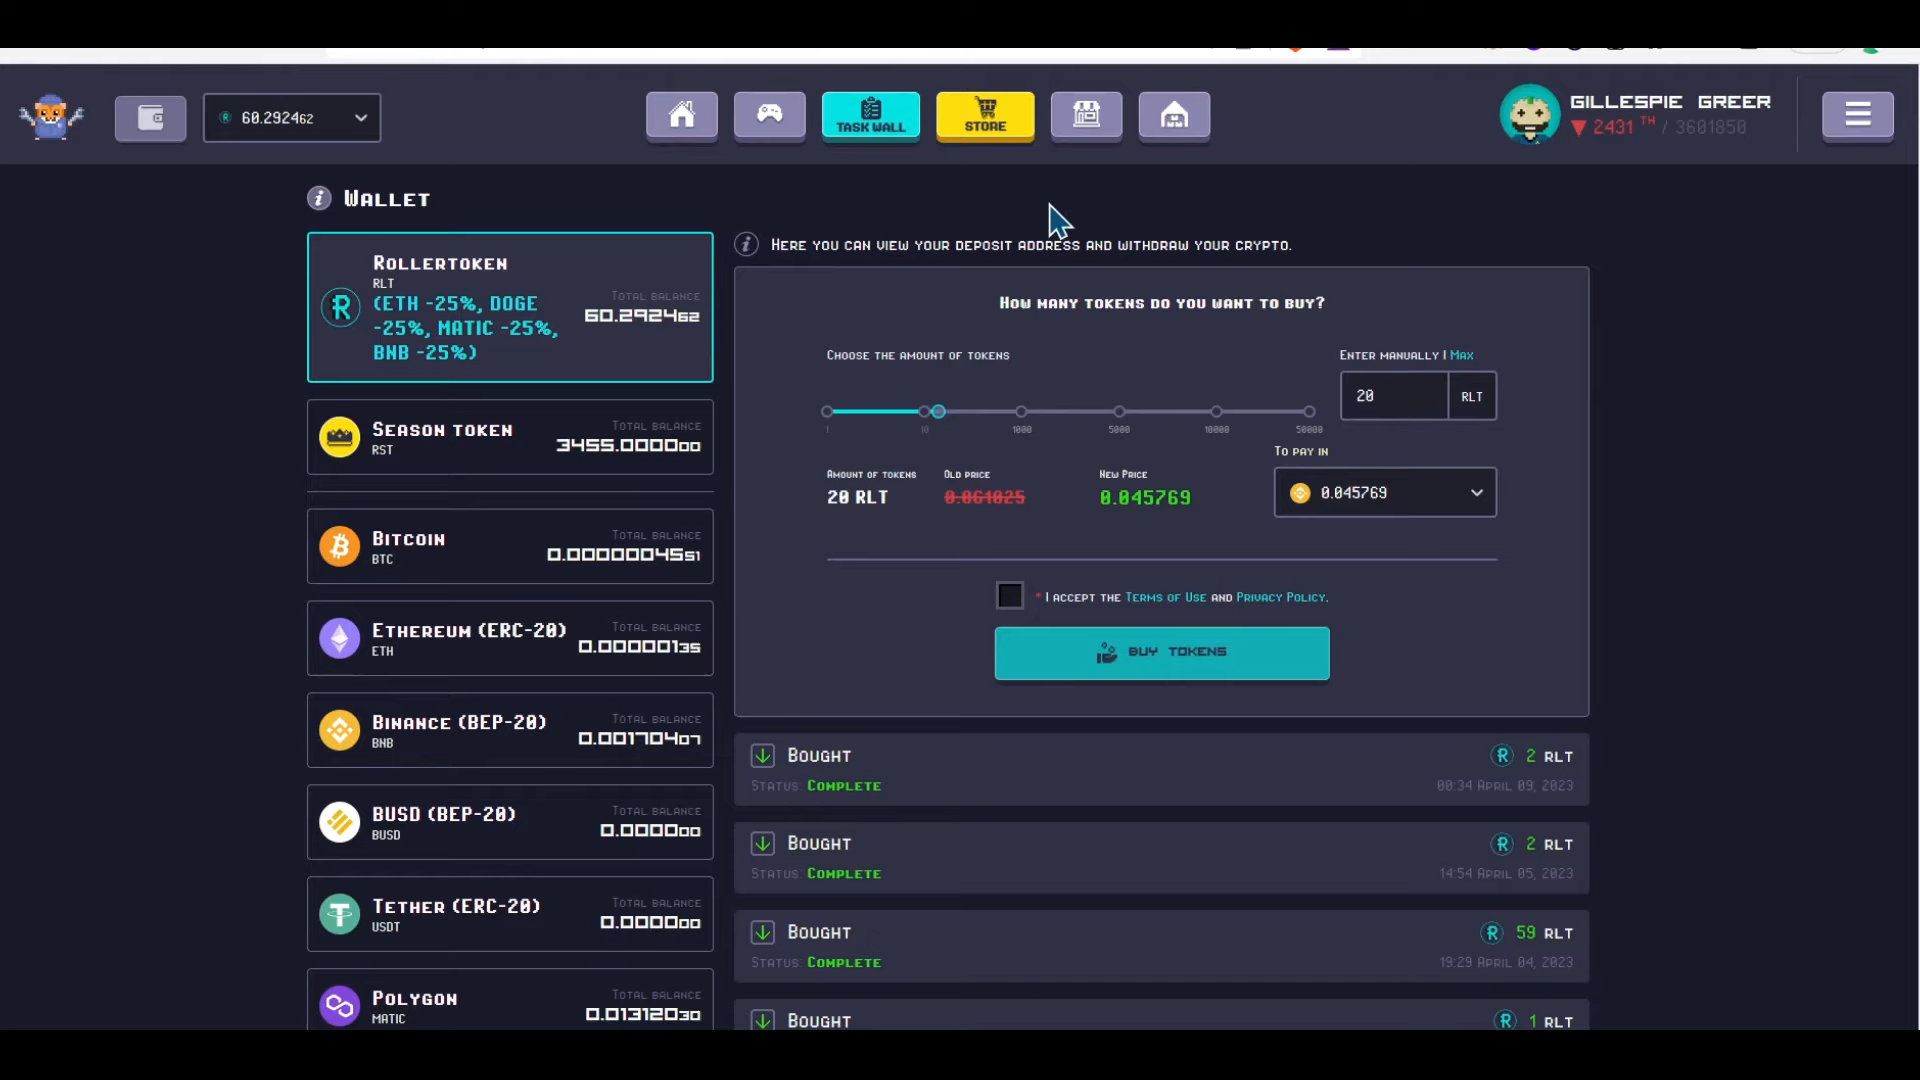 60.292462
TASK WALL
STORE
GILLESPIE GREER
2431 TH / 3601850
WALLET
ROLLERTOKEN
RLT
(ETH -25%, DOGE
-25%, MATIC -25%,
BNB -25%)
TOTAL BALANCE
60.292462
SEASON TOKEN
RST
TOTAL BALANCE
3455.000000
BITCOIN
BTC
TOTAL BALANCE
0.0000004551
ETHEREUM (ERC-20)
ETH
TOTAL BALANCE
0.00000135
BINANCE (BEP-20)
BNB
TOTAL BALANCE
0.00170407
BUSD (BEP-20)
BUSD
TOTAL BALANCE
0.000000
TETHER (ERC-20)
USDT
TOTAL BALANCE
0.000000
POLYGON
MATIC
TOTAL BALANCE
0.01312030
HERE YOU CAN VIEW YOUR DEPOSIT ADDRESS AND WITHDRAW YOUR CRYPTO.
HOW MANY TOKENS DO YOU WANT TO BUY?
CHOOSE THE AMOUNT OF TOKENS
ENTER MANUALLY | MAX
20 RLT
1 10 1000 5000 10000 50000
TO PAY IN
0.045769
AMOUNT OF TOKENS
20 RLT
OLD PRICE
0.061025
NEW PRICE
0.045769
* I ACCEPT THE TERMS OF USE AND PRIVACY POLICY.
BUY TOKENS
BOUGHT
2 RLT
STATUS: COMPLETE
00:34 APRIL 09, 2023
BOUGHT
2 RLT
STATUS: COMPLETE
14:54 APRIL 05, 2023
BOUGHT
59 RLT
STATUS: COMPLETE
19:29 APRIL 04, 2023
BOUGHT
1 RLT